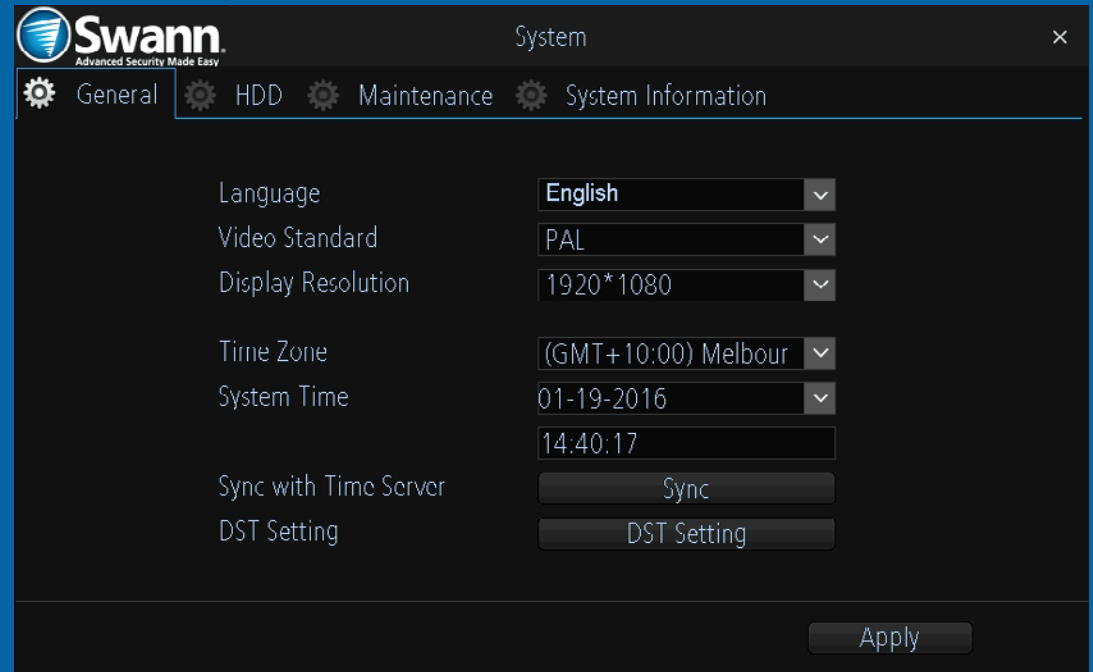 Swann.
Advanced Security Made Easy
System
General HDD Maintenance System Information
Language English
Video Standard PAL
Display Resolution 1920*1080
Time Zone (GMT+10:00) Melbour
System Time 01-19-2016
14:40:17
Sync with Time Server Sync
DST Setting DST Setting
Apply